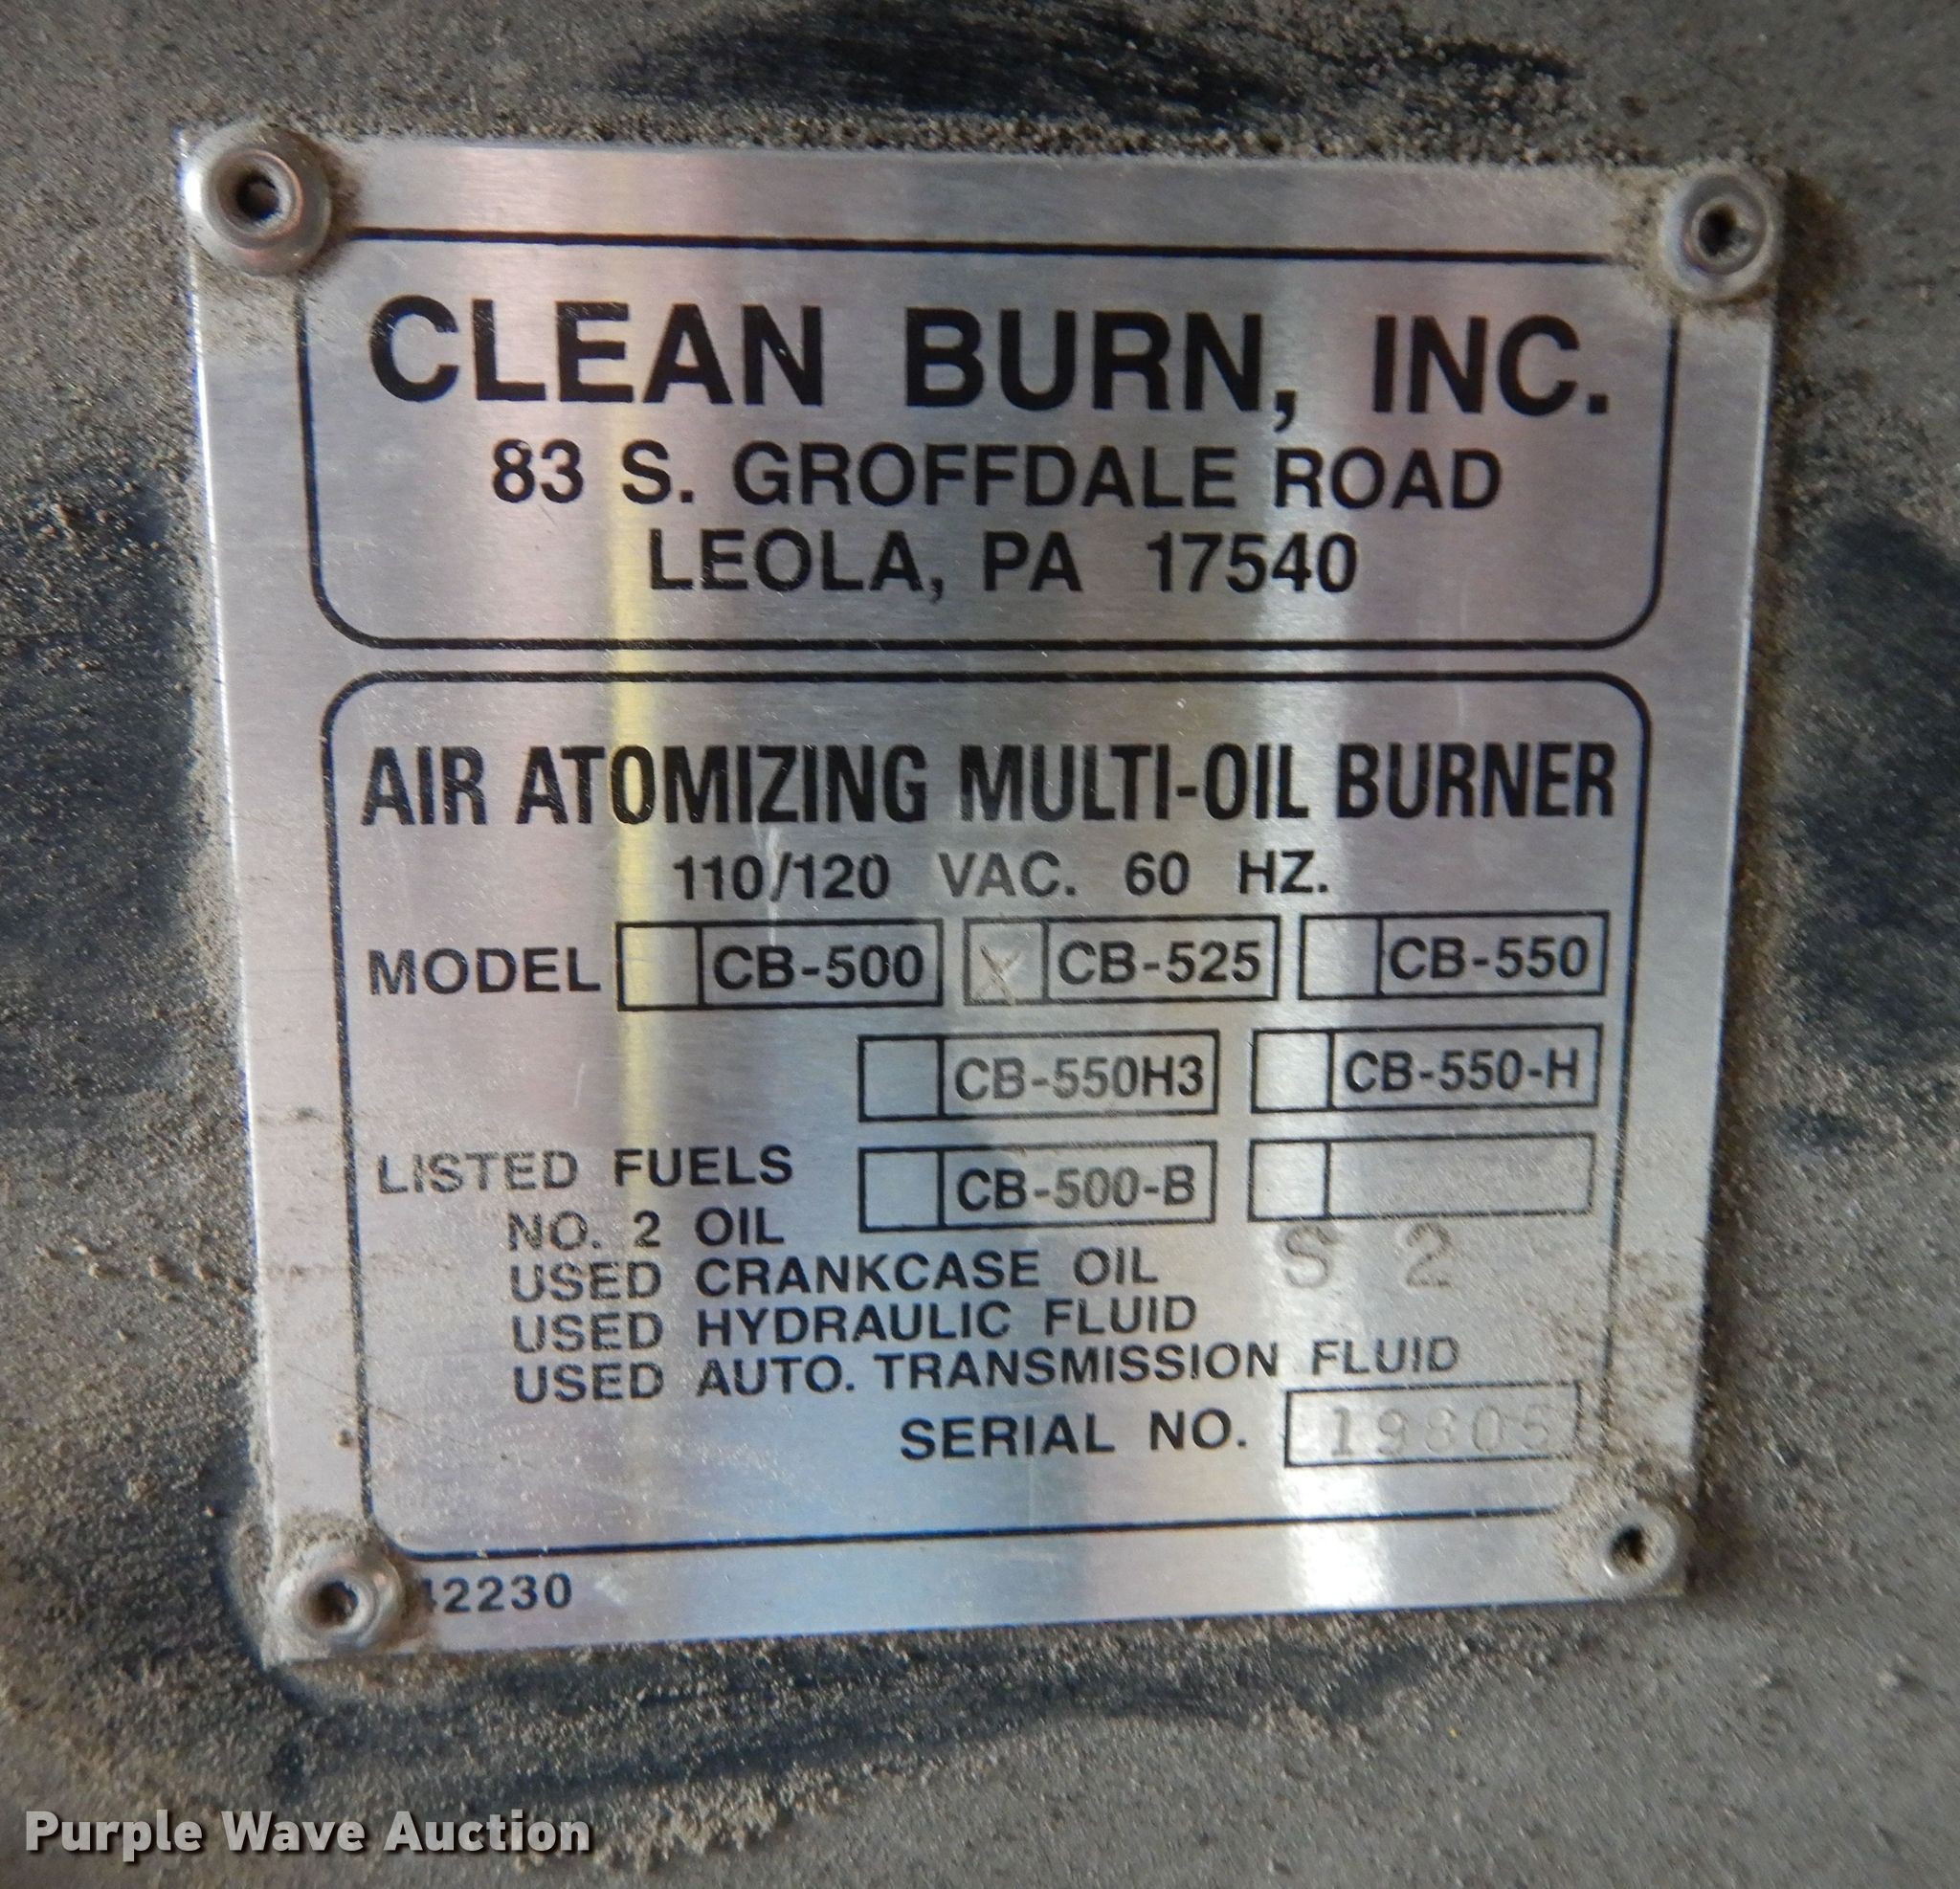 CLEAN BURN, INC.
83 S. GROFFDALE ROAD
LEOLA, PA 17540
AIR ATOMIZING MULTI-OIL BURNER
110/120 VAC. 60 HZ.
MODEL CB-500 X CB-525 CB-550
CB-550H3 CB-550-H
LISTED FUELS CB-500-B
NO. 2 OIL
S 2
USED CRANKCASE OIL
USED HYDRAULIC FLUID
USED AUTO. TRANSMISSION FLUID
SERIAL NO. 19805
42230
Purple Wave Auction